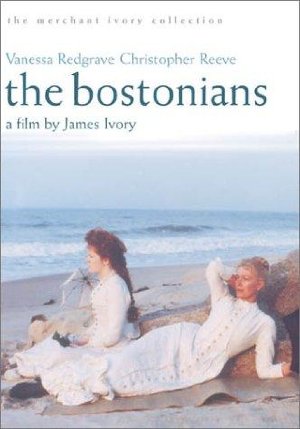 the merchant ivory collection
Vanessa Redgrave Christopher Reeve
the bostonians
a film by James Ivory